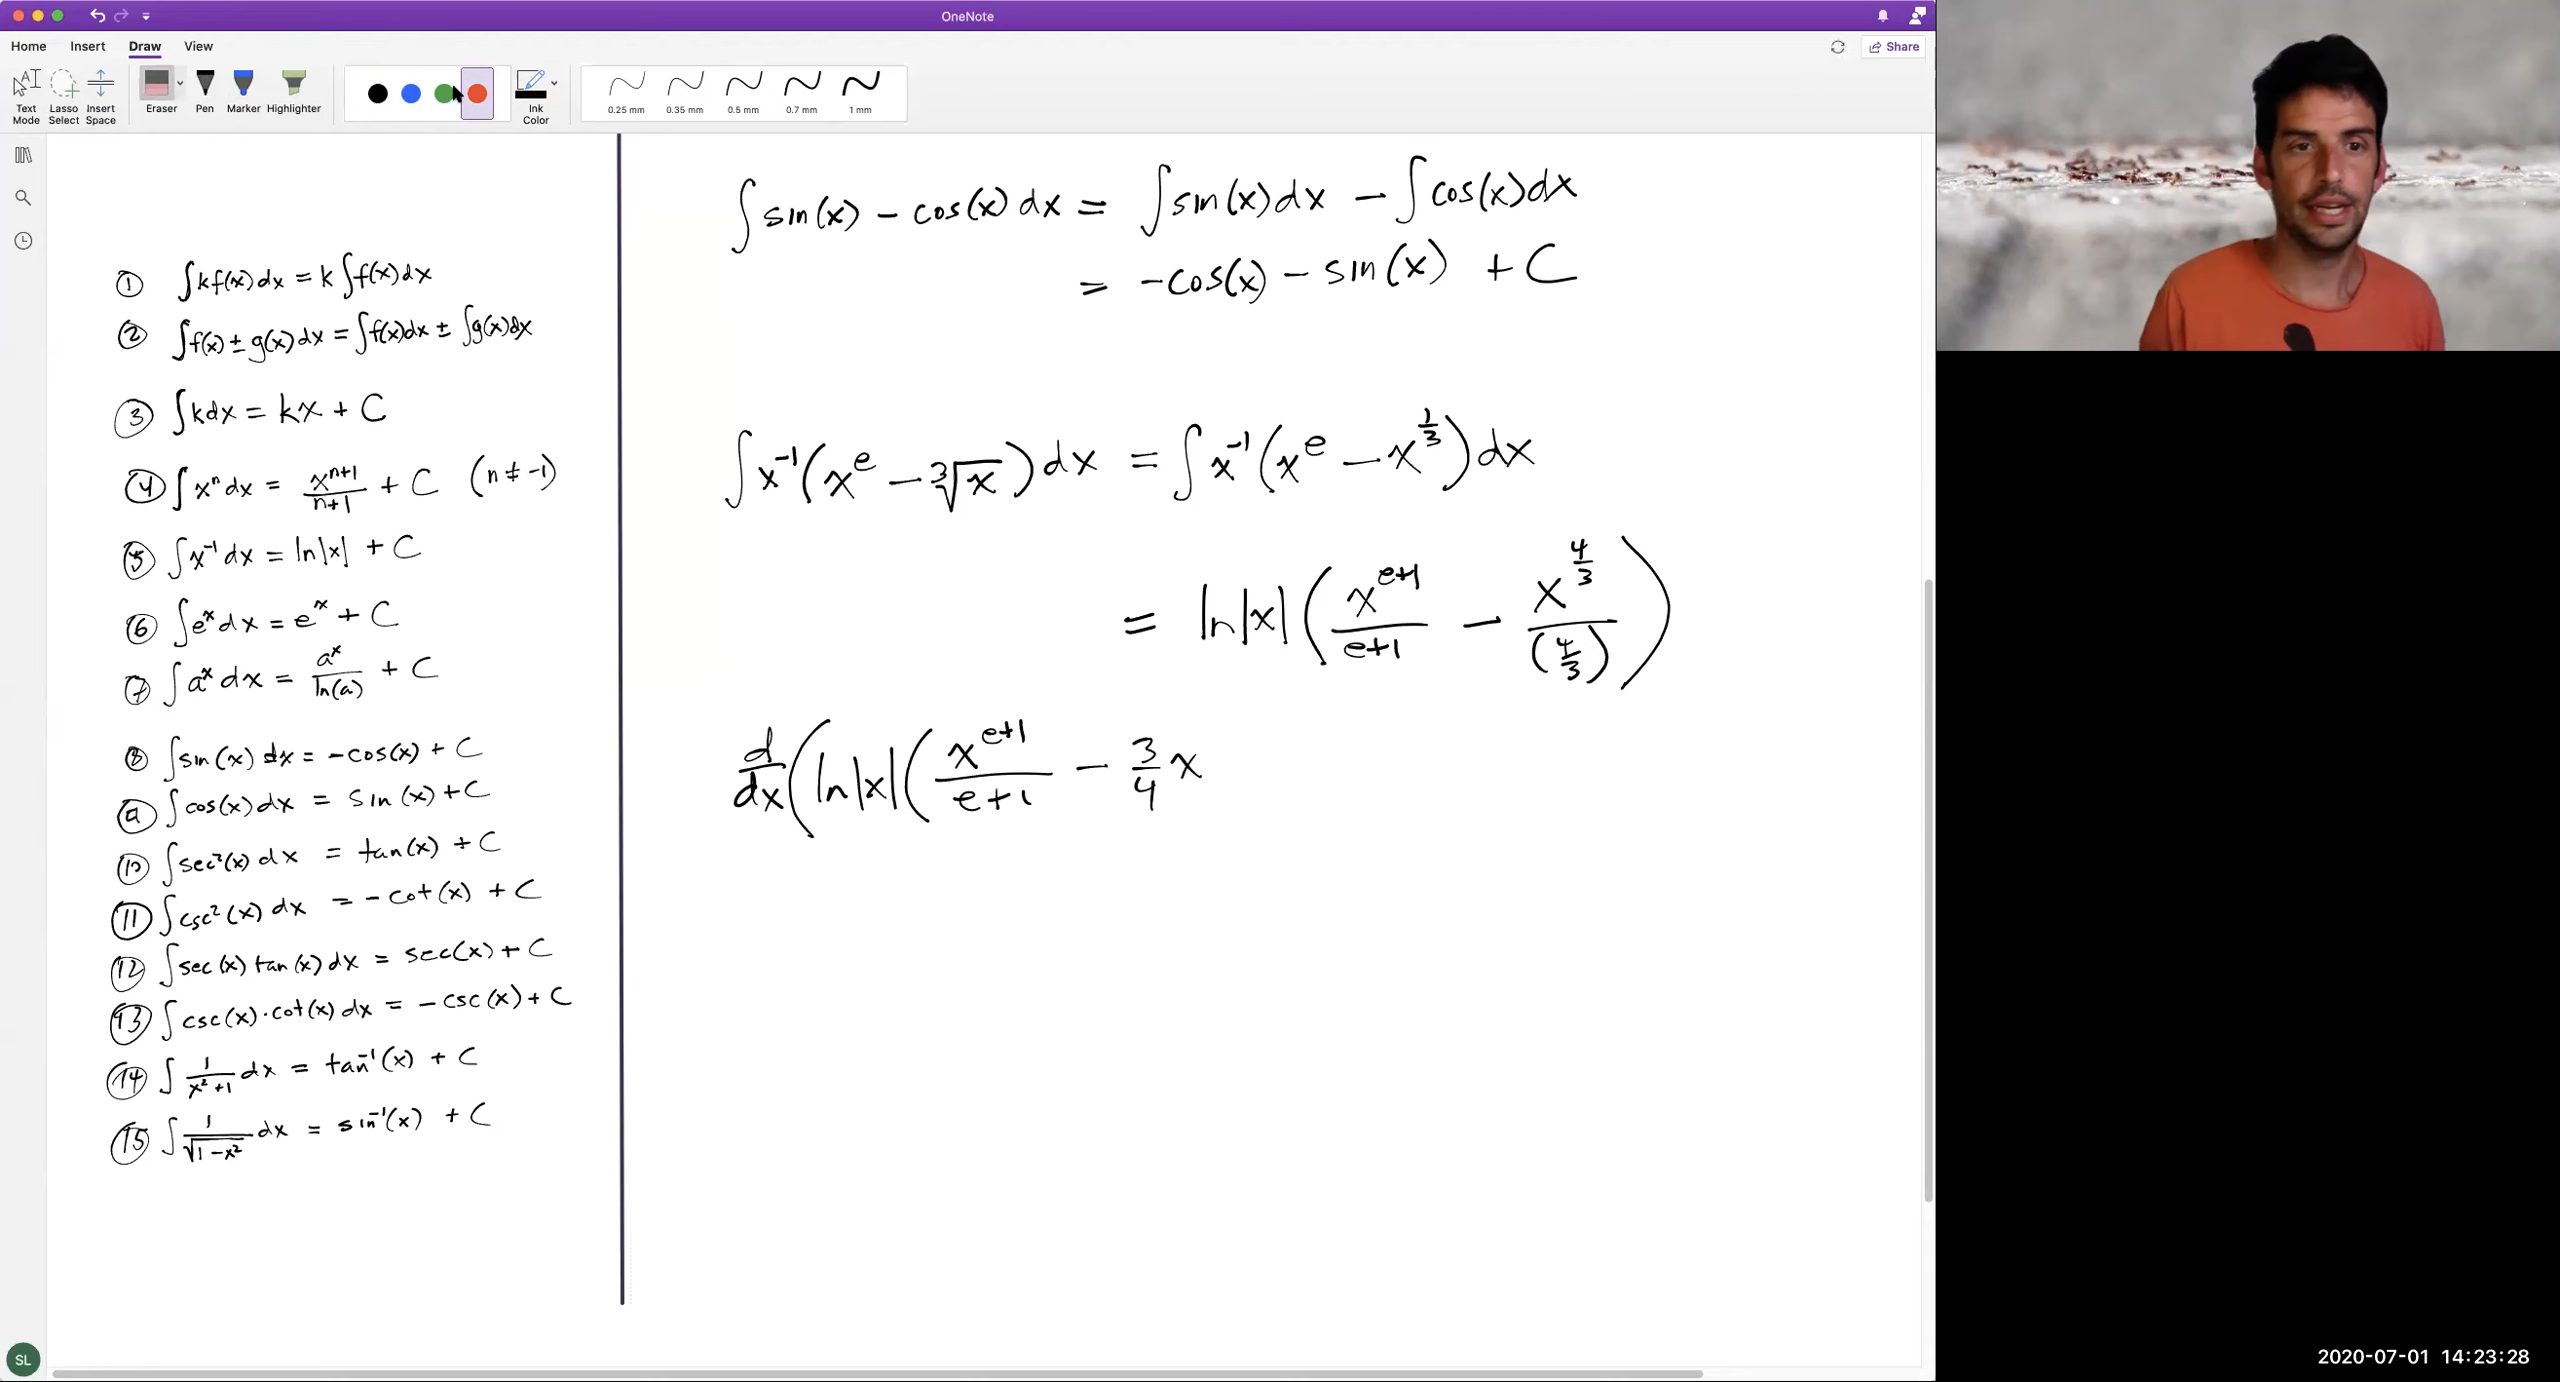 OneNote
Home Insert Draw View
Share
Text Mode
Lasso Select
Insert Space
Eraser
Pen
Marker
Highlighter
Ink Color
0.25 mm 0.35 mm 0.5 mm 0.7 mm 1 mm
① ∫kf(x)dx = k∫f(x)dx
② ∫f(x) ± g(x)dx = ∫f(x)dx ± ∫g(x)dx
③ ∫kdx = kx + C
④ ∫xⁿdx = xⁿ⁺¹/n+1 + C (n ≠ -1)
⑤ ∫x⁻¹dx = ln|x| + C
⑥ ∫eˣdx = eˣ + C
⑦ ∫aˣdx = aˣ/ln(a) + C
⑧ ∫sin(x)dx = -cos(x) + C
⑨ ∫cos(x)dx = sin(x) + C
⑩ ∫sec²(x)dx = tan(x) + C
⑪ ∫csc²(x)dx = -cot(x) + C
⑫ ∫sec(x)tan(x)dx = sec(x) + C
⑬ ∫csc(x)·cot(x)dx = -csc(x) + C
⑭ ∫1/x²+1 dx = tan⁻¹(x) + C
⑮ ∫1/√1-x² dx = sin⁻¹(x) + C
∫sin(x) - cos(x)dx = ∫sin(x)dx - ∫cos(x)dx
= -cos(x) - sin(x) + C
∫x⁻¹(xᵉ - ∛x)dx = ∫x⁻¹(xᵉ - x^1/3)dx
= ln|x|(x^e+1/e+1 - x^4/3/(4/3))
d/dx(ln|x|(x^e+1/e+1 - 3/4 x
SL
2020-07-01 14:23:28